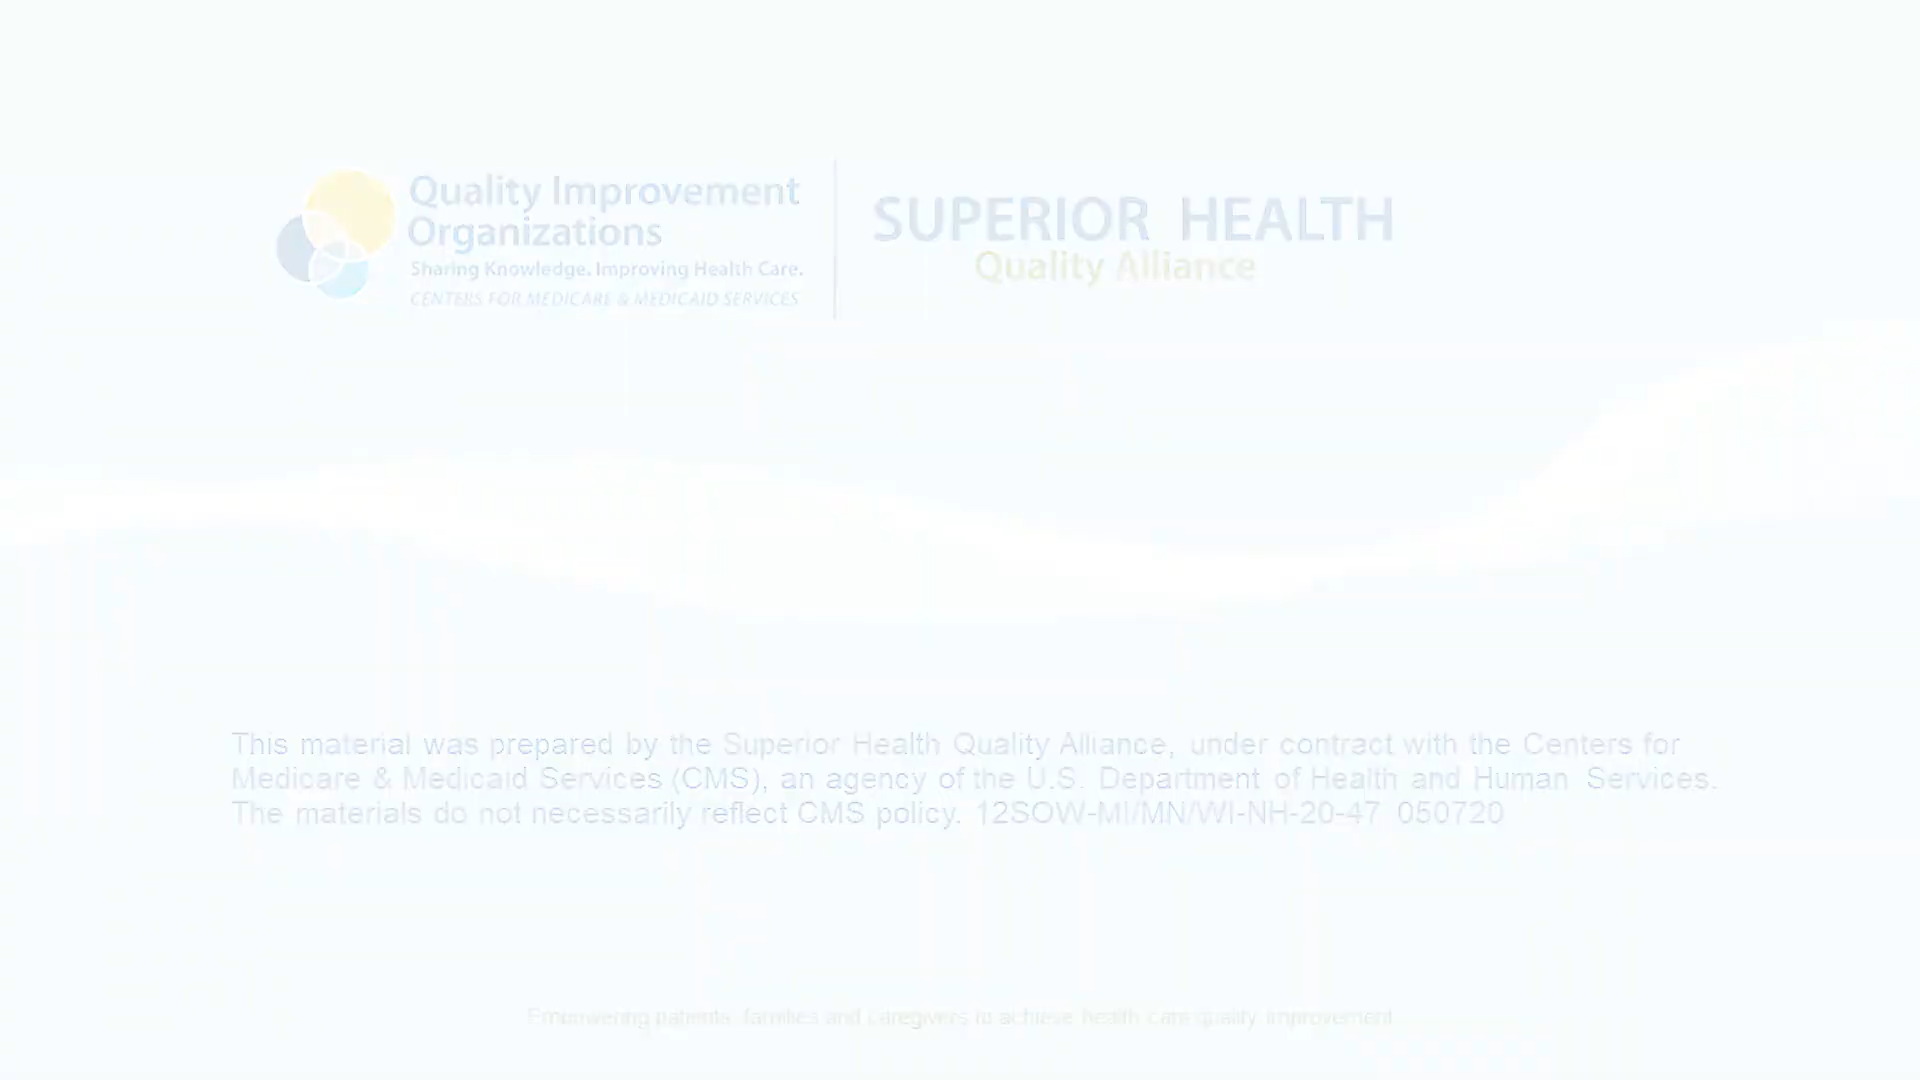 Quality Improvement
Organizations
Sharing Knowledge. Improving Health Care.
CENTERS FOR MEDICARE & MEDICAID SERVICES
SUPERIOR HEALTH
Quality Alliance
This material was prepared by the Superior Health Quality Alliance, under contract with the Centers for
Medicare & Medicaid Services (CMS), an agency of the U.S. Department of Health and Human Services.
The materials do not necessarily reflect CMS policy. 12SOW-MI/MN/WI-NH-20-47 050720
Empowering patients, families and caregivers to achieve health care quality improvement